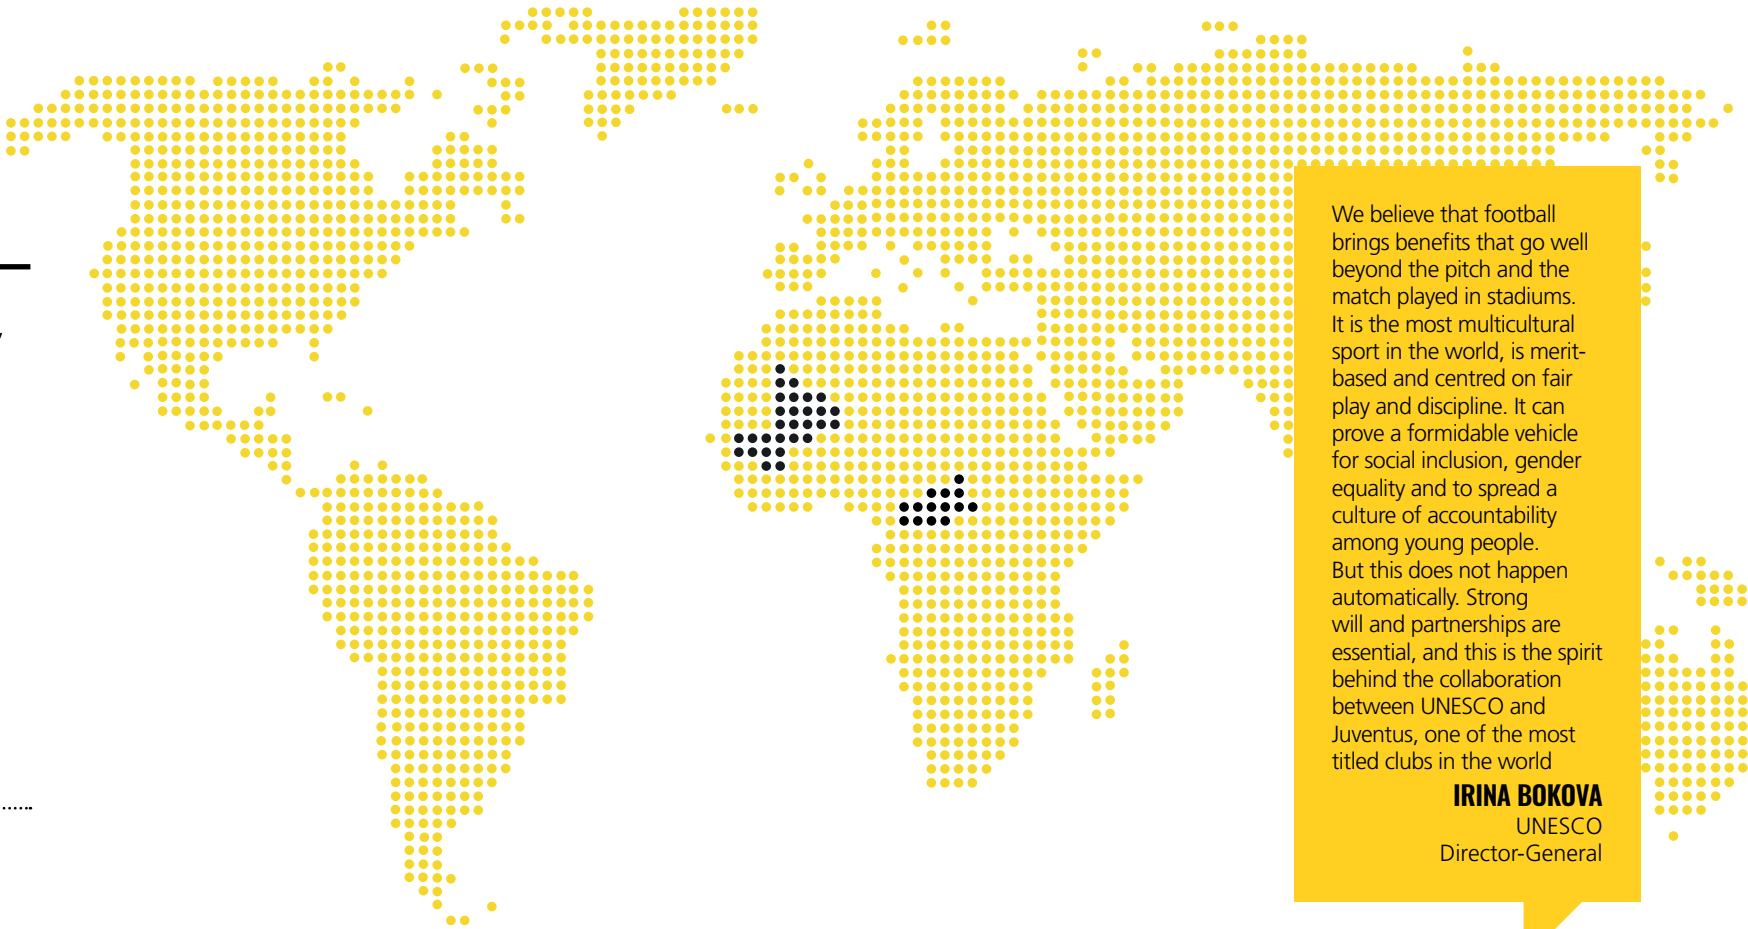 We believe that football
brings benefits that go well
beyond the pitch and the
match played in stadiums.
It is the most multicultural
sport in the world, is merit-
based and centred on fair
play and discipline. It can
prove a formidable vehicle
for social inclusion, gender
equality and to spread a
culture of accountability
among young people.
But this does not happen
automatically. Strong
will and partnerships are
essential, and this is the spirit
behind the collaboration
between UNESCO and
Juventus, one of the most
titled clubs in the world
IRINA BOKOVA
UNESCO
Director-General